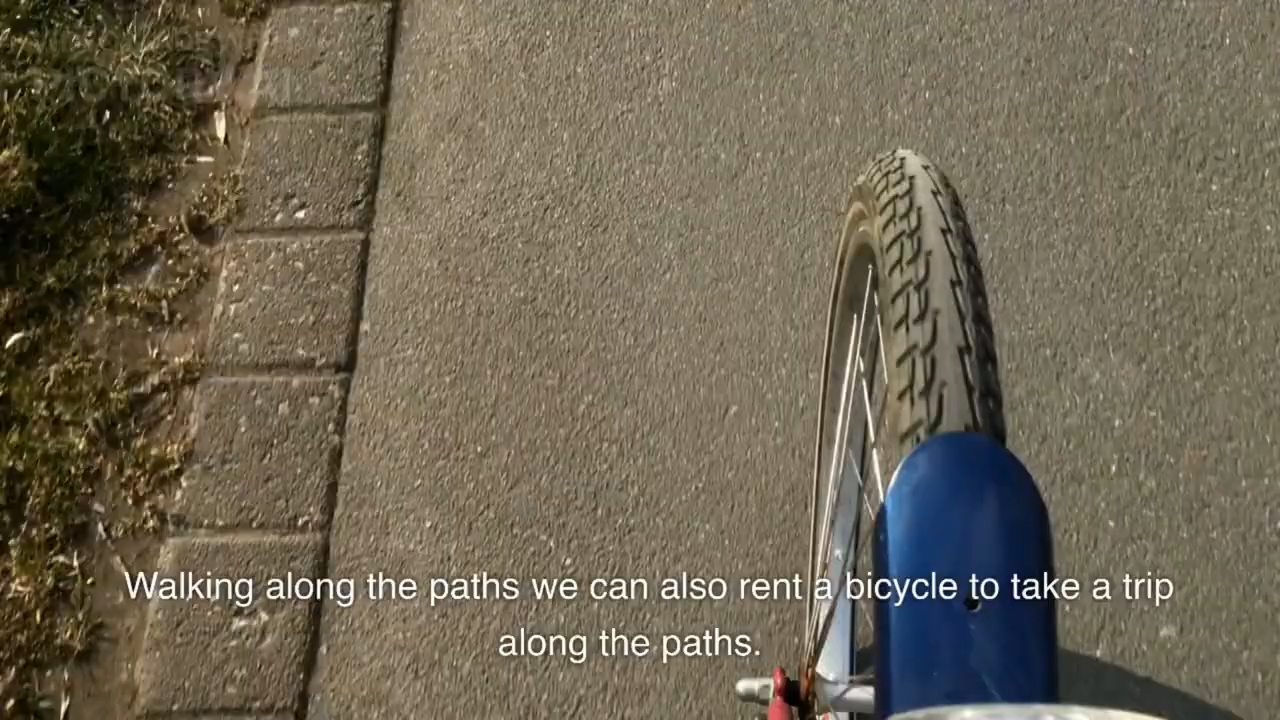 Walking along the paths we can also rent a bicycle to take a trip
along the paths.